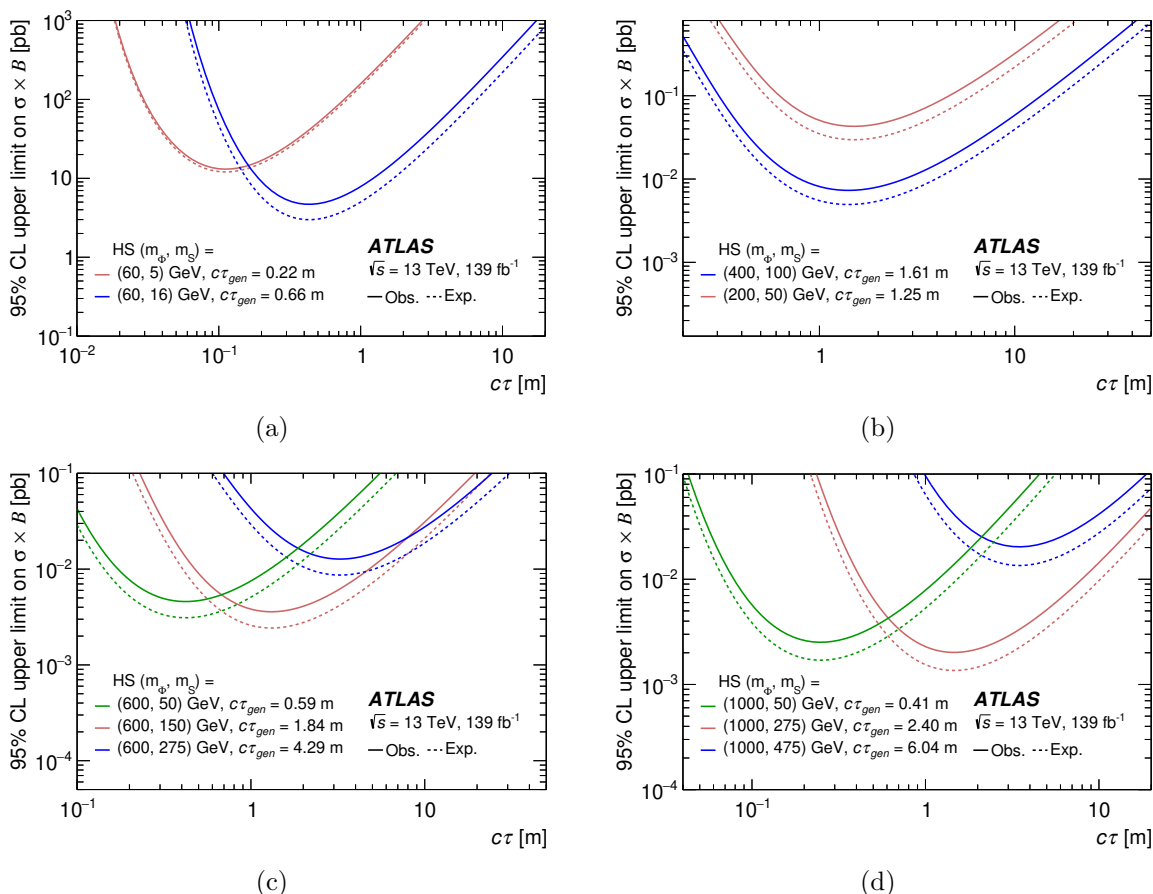 95% CL upper limit on σ × B [pb]
10³
10²
10
1
10⁻¹
HS (m_Φ, m_S) =
(60, 5) GeV, cτ_gen = 0.22 m
(60, 16) GeV, cτ_gen = 0.66 m
ATLAS
√s = 13 TeV, 139 fb⁻¹
Obs. Exp.
10⁻² 10⁻¹ 1 10
cτ [m]
(a)
95% CL upper limit on σ × B [pb]
10⁻¹
10⁻²
10⁻³
HS (m_Φ, m_S) =
(400, 100) GeV, cτ_gen = 1.61 m
(200, 50) GeV, cτ_gen = 1.25 m
ATLAS
√s = 13 TeV, 139 fb⁻¹
Obs. Exp.
1 10
cτ [m]
(b)
95% CL upper limit on σ × B [pb]
10⁻¹
10⁻²
10⁻³
10⁻⁴
HS (m_Φ, m_S) =
(600, 50) GeV, cτ_gen = 0.59 m
(600, 150) GeV, cτ_gen = 1.84 m
(600, 275) GeV, cτ_gen = 4.29 m
ATLAS
√s = 13 TeV, 139 fb⁻¹
Obs. Exp.
10⁻¹ 1 10
cτ [m]
(c)
95% CL upper limit on σ × B [pb]
10⁻¹
10⁻²
10⁻³
10⁻⁴
HS (m_Φ, m_S) =
(1000, 50) GeV, cτ_gen = 0.41 m
(1000, 275) GeV, cτ_gen = 2.40 m
(1000, 475) GeV, cτ_gen = 6.04 m
ATLAS
√s = 13 TeV, 139 fb⁻¹
Obs. Exp.
10⁻¹ 1 10
cτ [m]
(d)